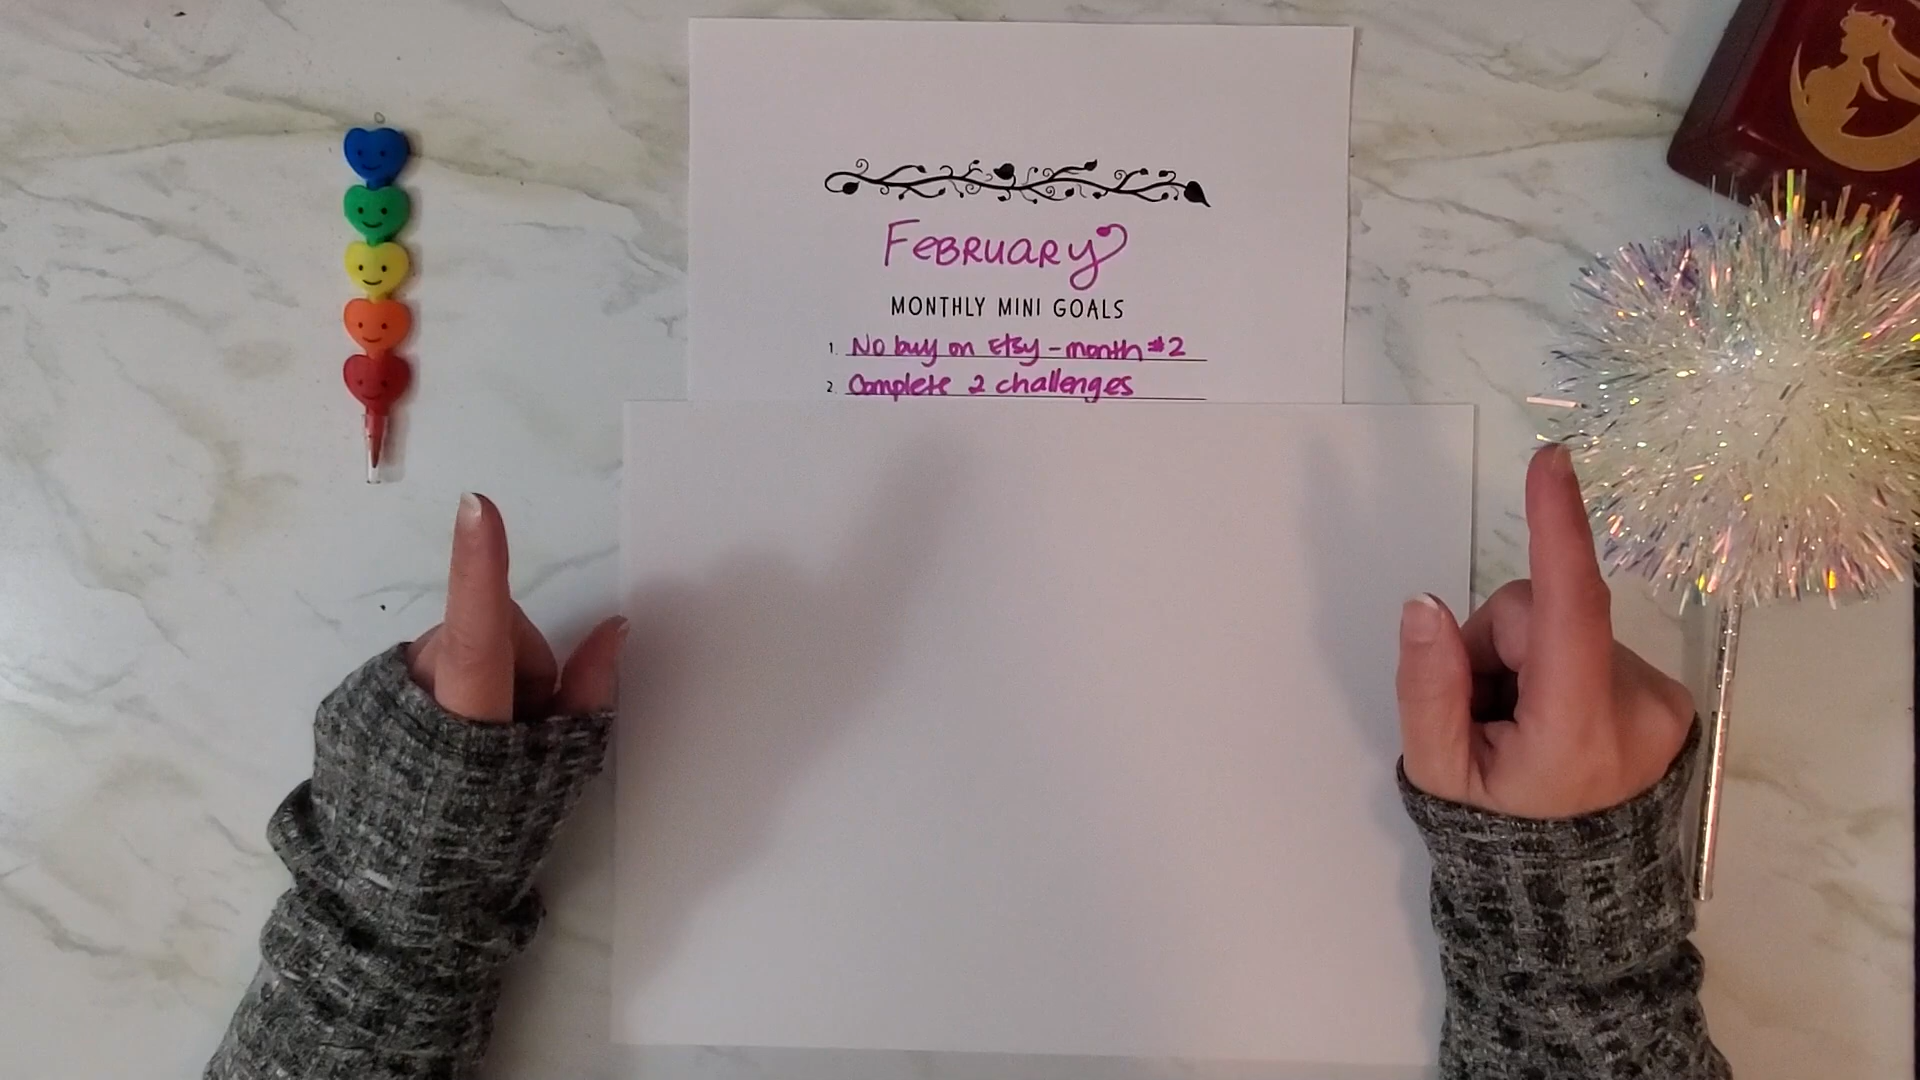 February
MONTHLY MINI GOALS
1. No buy on Etsy - month #2
2. Complete 2 challenges